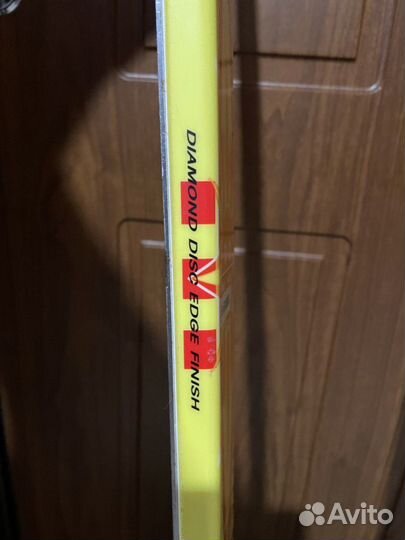 DIAMOND DISC EDGE FINISH
Avito